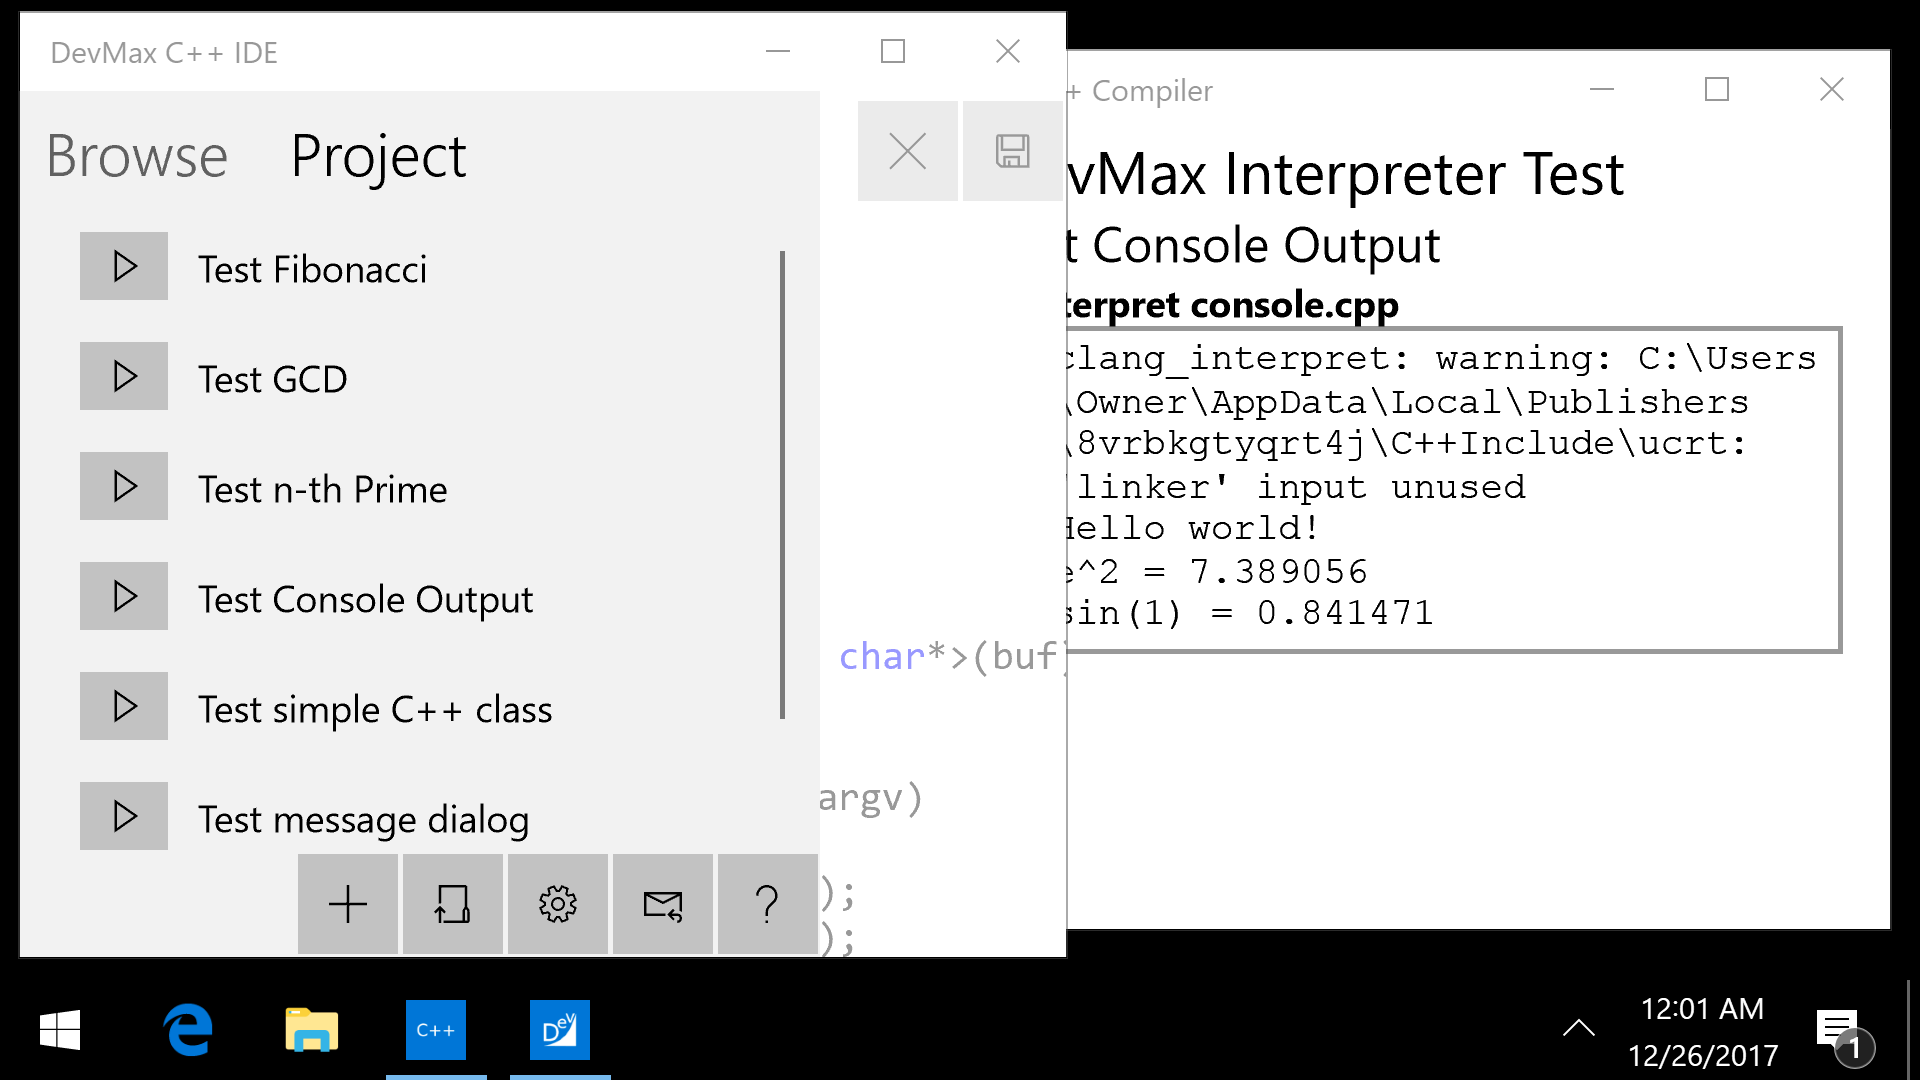 DevMax C++ IDE
Browse Project
Test Fibonacci
Test GCD
Test n-th Prime
Test Console Output
Test simple C++ class
Test message dialog
?
char*>(buf)
argv)
);
);
+ Compiler
vMax Interpreter Test
t Console Output
terpret console.cpp
clang_interpret: warning: C:\Users
\Owner\AppData\Local\Publishers
\8vrbkgtyqrt4j\C++Include\ucrt:
'linker' input unused
Hello world!
e^2 = 7.389056
sin(1) = 0.841471
C++
Dev
12:01 AM
12/26/2017
1